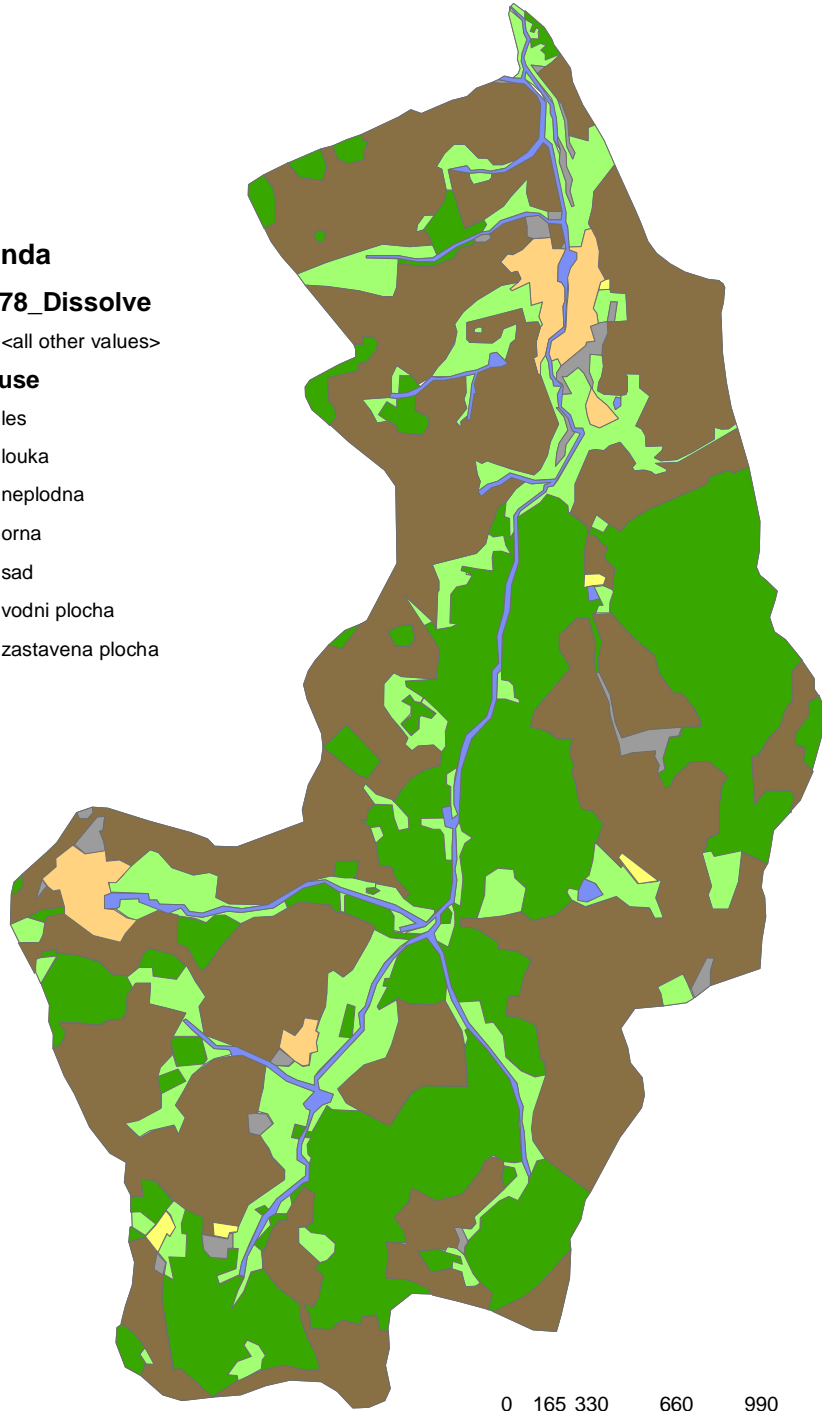 nda
78_Dissolve
<all other values>
use
les
louka
neplodna
orna
sad
vodni plocha
zastavena plocha
0 165 330 660 990